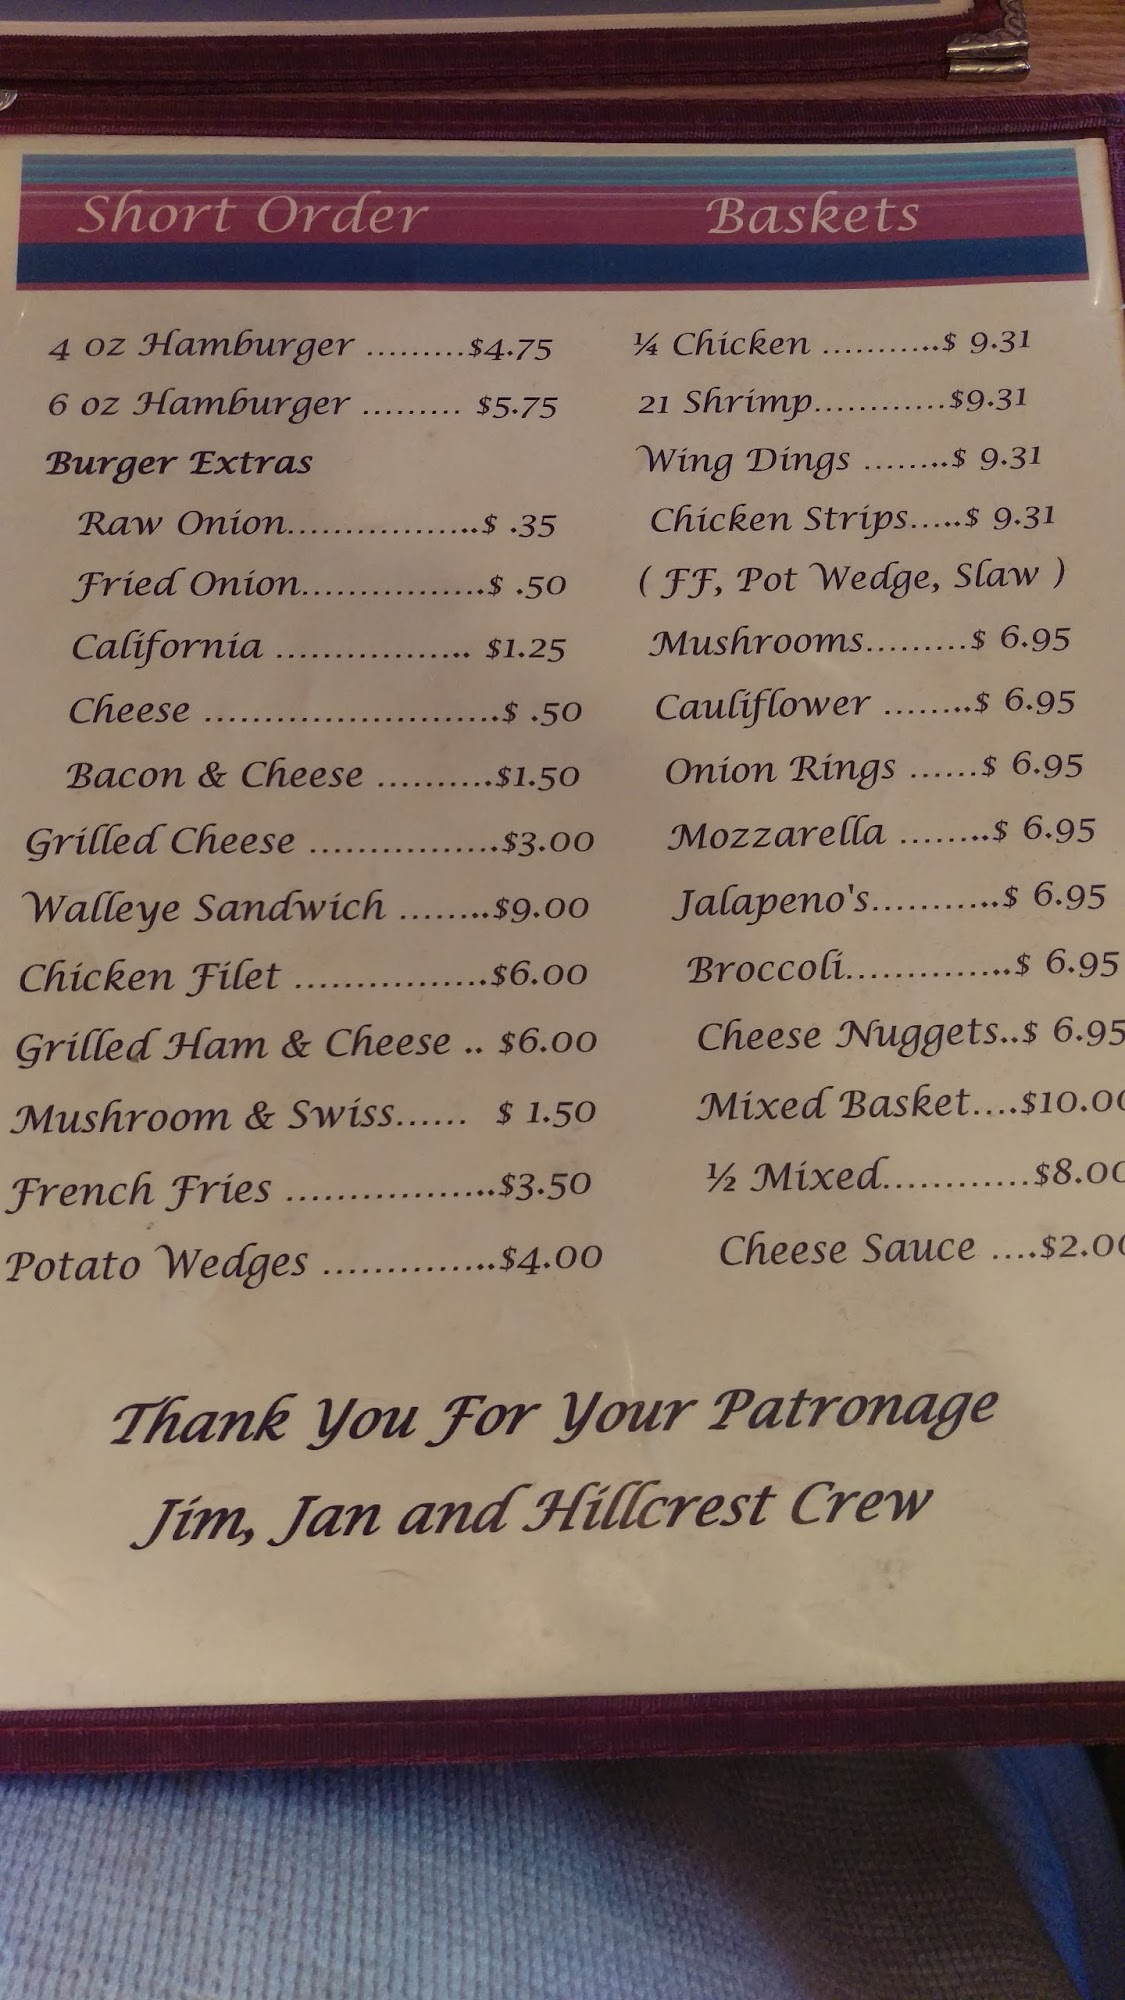 Short Order
4 oz Hamburger .........$4.75
6 oz Hamburger ......... $5.75
Burger Extras
Raw Onion..................$ .35
Fried Onion.................$ .50
California .................. $1.25
Cheese .........................$ .50
Bacon & Cheese ..........$1.50
Grilled Cheese .................$3.00
Walleye Sandwich ........$9.00
Chicken Filet .................$6.00
Grilled Ham & Cheese .. $6.00
Mushroom & Swiss...... $ 1.50
French Fries ..................$3.50
Potato Wedges ...............$4.00
Baskets
¼ Chicken ...........$ 9.31
21 Shrimp............$9.31
Wing Dings ........$ 9.31
Chicken Strips.....$ 9.31
( FF, Pot Wedge, Slaw )
Mushrooms.........$ 6.95
Cauliflower ........$ 6.95
Onion Rings ......$ 6.95
Mozzarella ........$ 6.95
Jalapeno's...........$ 6.95
Broccoli..............$ 6.95
Cheese Nuggets..$ 6.95
Mixed Basket....$10.00
½ Mixed............$8.00
Cheese Sauce ....$2.00
Thank You For Your Patronage
Jim, Jan and Hillcrest Crew